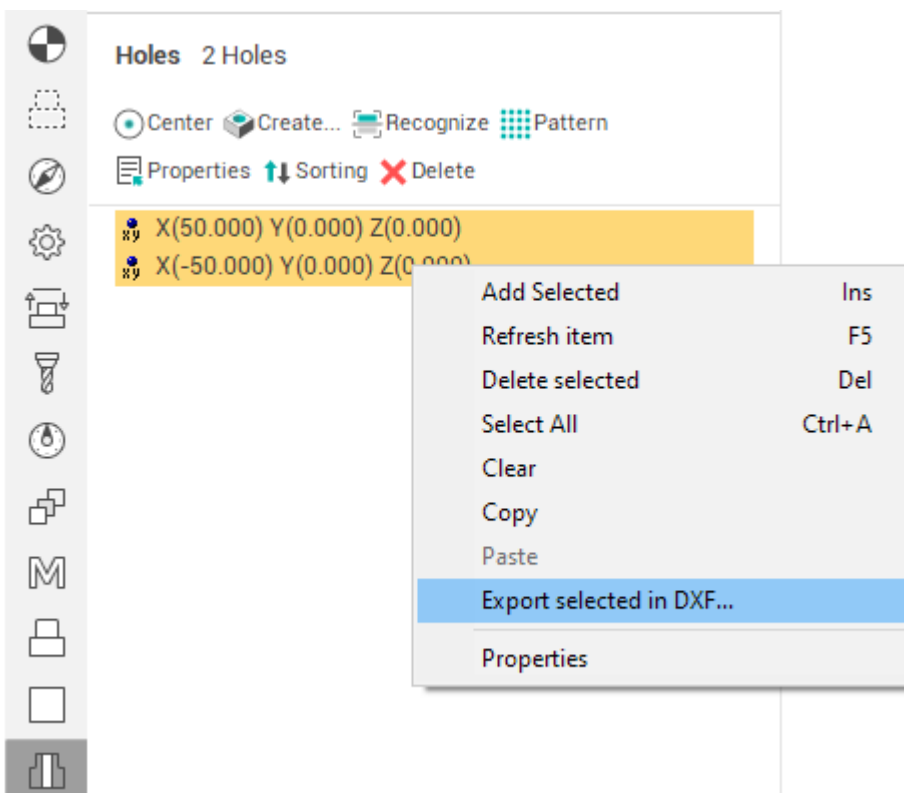 Holes 2 Holes
Center Create... Recognize Pattern
Properties Sorting Delete
X(50.000) Y(0.000) Z(0.000)
X(-50.000) Y(0.000) Z(0.000)
Add Selected Ins
Refresh item F5
Delete selected Del
Select All Ctrl+A
Clear
Copy
Paste
Export selected in DXF...
Properties